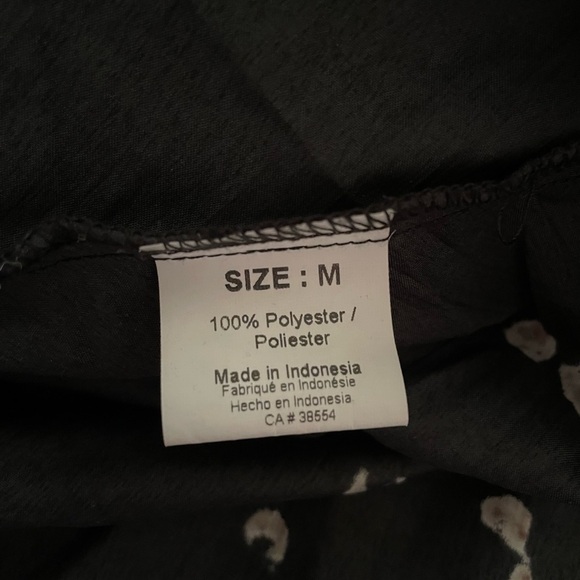 SIZE : M
100% Polyester /
Poliester
Made in Indonesia
Fabriqué en Indonésie
Hecho en Indonesia
CA # 38554